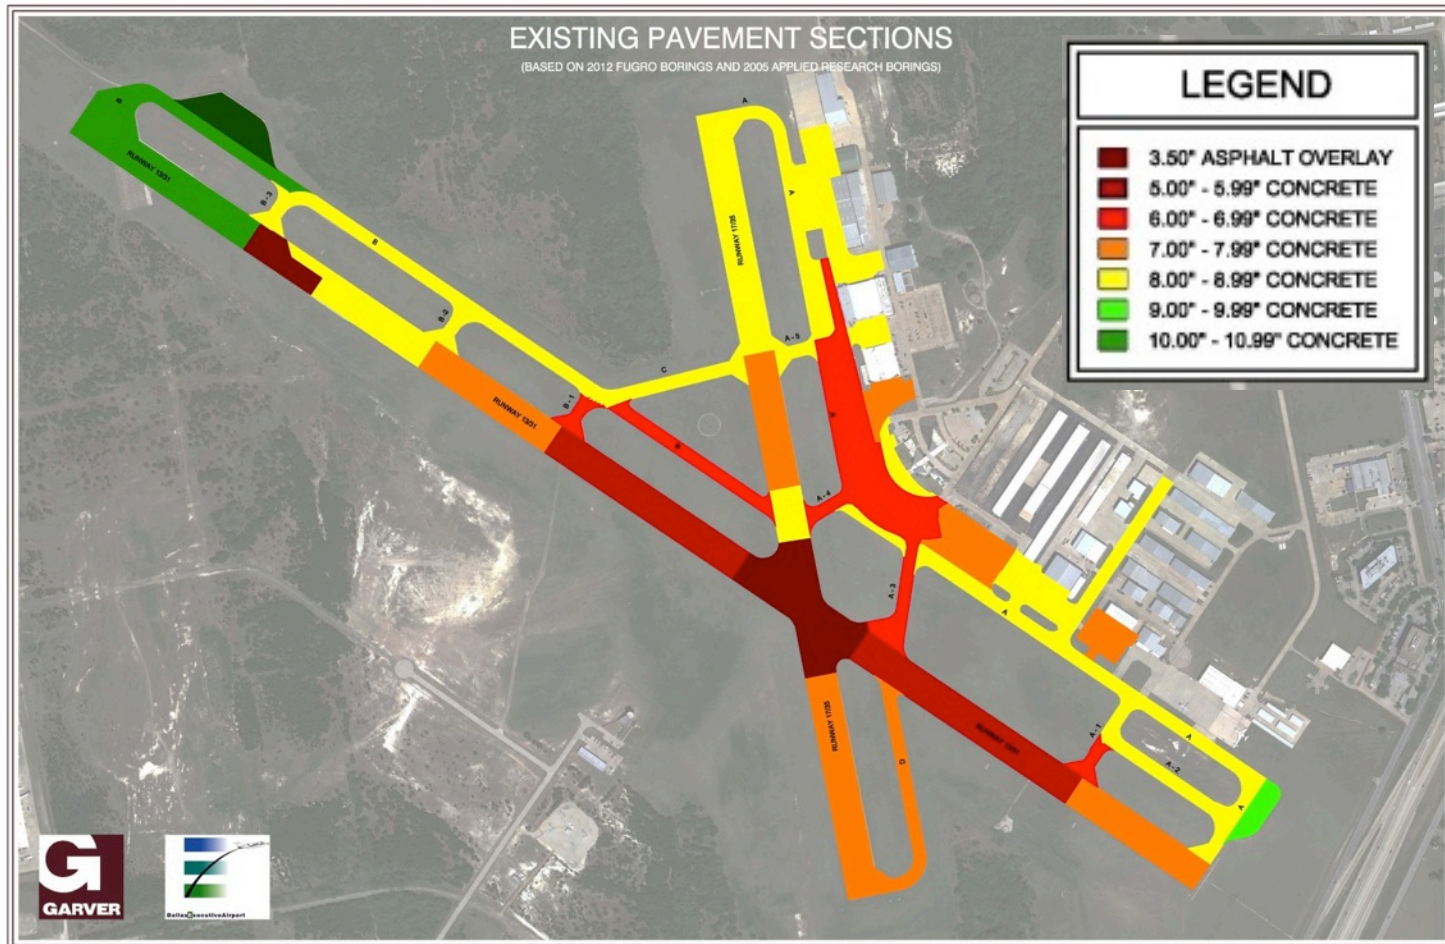 EXISTING PAVEMENT SECTIONS
(BASED ON 2012 FUGRO BORINGS AND 2005 APPLIED RESEARCH BORINGS)
LEGEND
3.50" ASPHALT OVERLAY
5.00" - 5.99" CONCRETE
6.00" - 6.99" CONCRETE
7.00" - 7.99" CONCRETE
8.00" - 8.99" CONCRETE
9.00" - 9.99" CONCRETE
10.00" - 10.99" CONCRETE
B
RUNWAY 13/31
B-3
B
B-2
RUNWAY 13/31
B-1
B
C
A
A
RUNWAY 17/35
A-5
A
A-4
A-3
A
RUNWAY 17/35
D
RUNWAY 13/31
A-1
A-2
A
A
G
GARVER
DallasExecutiveAirport